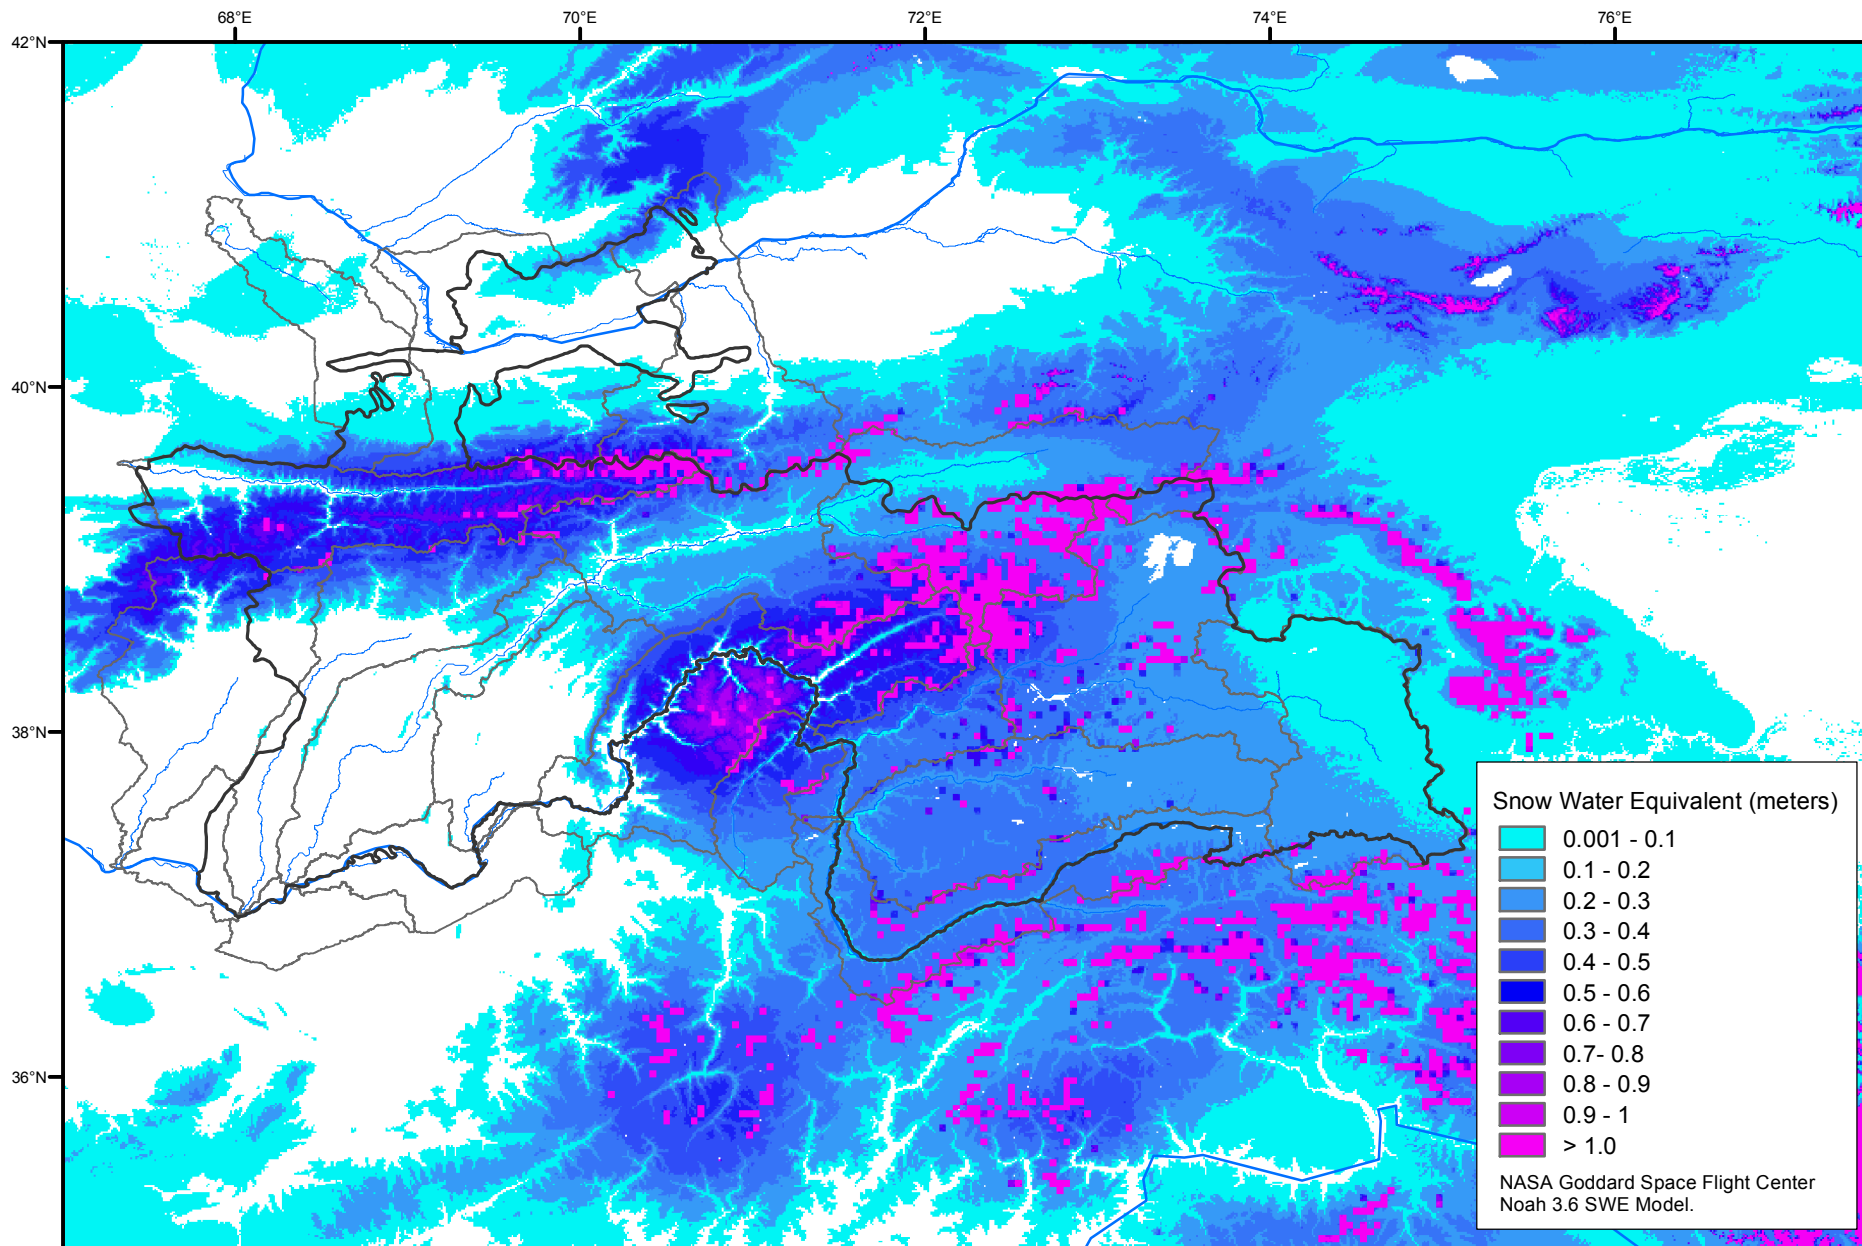 68°E 70°E 72°E 74°E 76°E
42°N
40°N
38°N
36°N
Snow Water Equivalent (meters)
0.001 - 0.1
0.1 - 0.2
0.2 - 0.3
0.3 - 0.4
0.4 - 0.5
0.5 - 0.6
0.6 - 0.7
0.7- 0.8
0.8 - 0.9
0.9 - 1
> 1.0
NASA Goddard Space Flight Center
Noah 3.6 SWE Model.